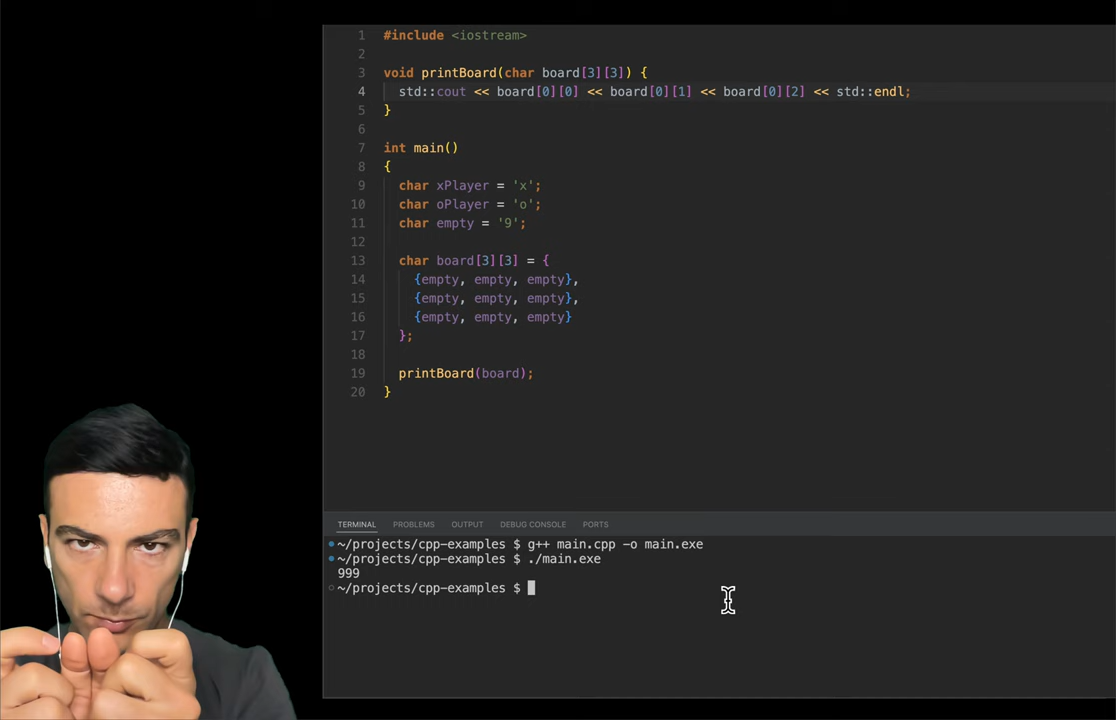 1 #include <iostream>
2
3 void printBoard(char board[3][3]) {
4 std::cout << board[0][0] << board[0][1] << board[0][2] << std::endl;
5 }
6
7 int main()
8 {
9 char xPlayer = 'x';
10 char oPlayer = 'o';
11 char empty = '9';
12
13 char board[3][3] = {
14 {empty, empty, empty},
15 {empty, empty, empty},
16 {empty, empty, empty}
17 };
18
19 printBoard(board);
20 }
TERMINAL PROBLEMS OUTPUT DEBUG CONSOLE PORTS
~/projects/cpp-examples $ g++ main.cpp -o main.exe
~/projects/cpp-examples $ ./main.exe
999
~/projects/cpp-examples $